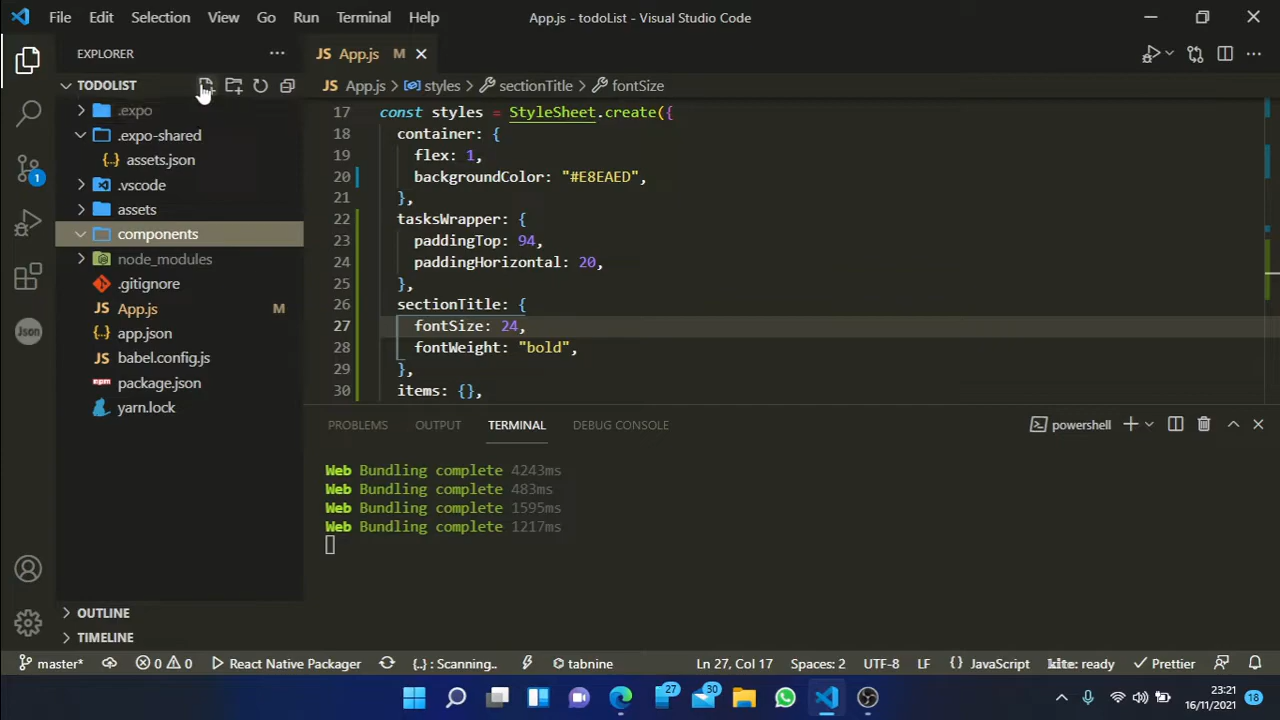 File Edit Selection View Go Run Terminal Help App.js - todoList - Visual Studio Code
EXPLORER
TODOLIST
.expo
.expo-shared
{..} assets.json
.vscode
assets
components
node_modules
.gitignore
App.js M
{..} app.json
babel.config.js
npm package.json
yarn.lock
OUTLINE
TIMELINE
1
Json
JS App.js M
JS App.js > styles > sectionTitle > fontSize
17 const styles = StyleSheet.create({
18 container: {
19 flex: 1,
20 backgroundColor: "#E8EAED",
21 },
22 tasksWrapper: {
23 paddingTop: 94,
24 paddingHorizontal: 20,
25 },
26 sectionTitle: {
27 fontSize: 24,
28 fontWeight: "bold",
29 },
30 items: {},
PROBLEMS OUTPUT TERMINAL DEBUG CONSOLE powershell
Web Bundling complete 4243ms
Web Bundling complete 483ms
Web Bundling complete 1595ms
Web Bundling complete 1217ms
master* 0 0 React Native Packager {..} : Scanning.. tabnine Ln 27, Col 17 Spaces: 2 UTF-8 LF {} JavaScript kite: ready Prettier
27 30 23:21
16/11/2021 18